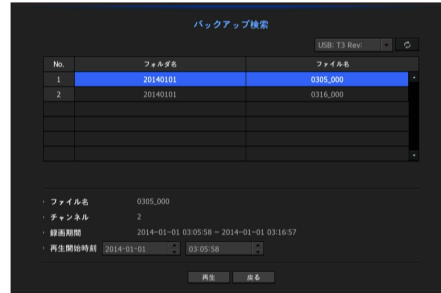 バックアップ検索
USB: T3 Rev:
No. フォルダ名 ファイル名
1 20140101 0305_000
2 20140101 0316_000
ファイル名 0305_000
チャンネル 2
録画期間 2014-01-01 03:05:58 ~ 2014-01-01 03:16:57
再生開始時刻 2014-01-01 03:05:58
再生 戻る